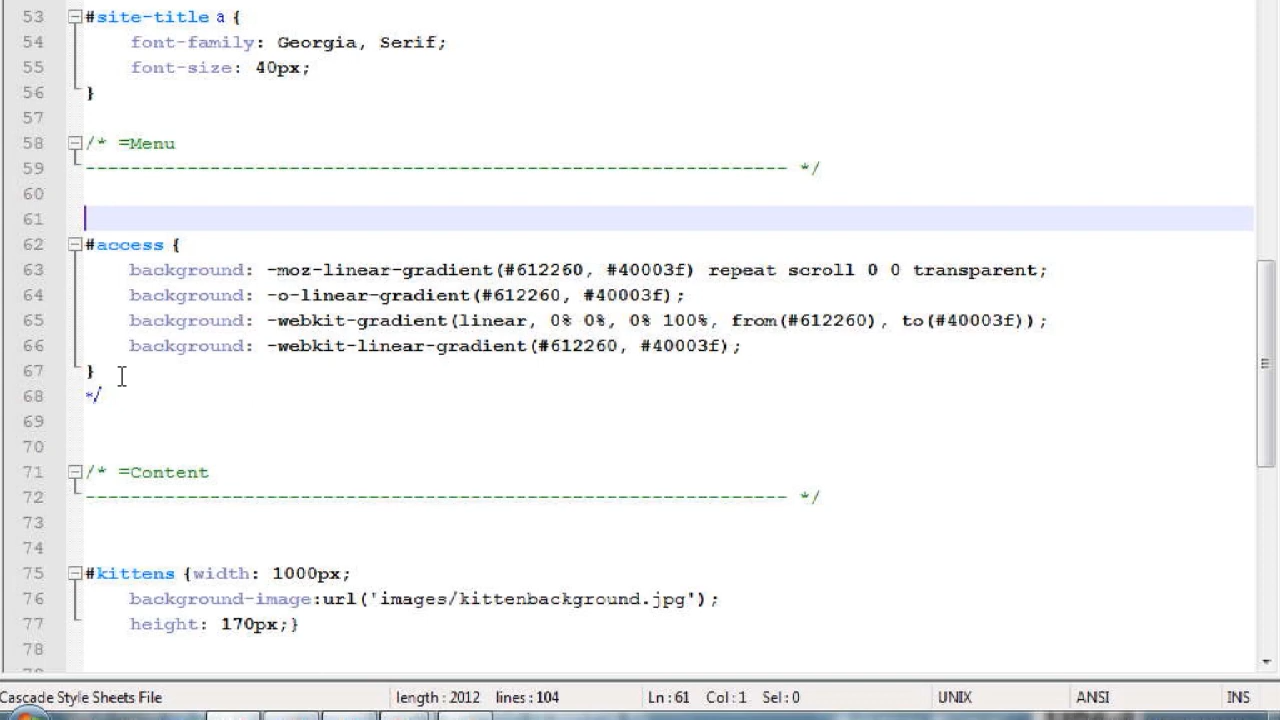 53 #site-title a {
54 font-family: Georgia, Serif;
55 font-size: 40px;
56 }
57
58 /* =Menu
59 -------------------------------------------------------------- */
60
61
62 #access {
63 background: -moz-linear-gradient(#612260, #40003f) repeat scroll 0 0 transparent;
64 background: -o-linear-gradient(#612260, #40003f);
65 background: -webkit-gradient(linear, 0% 0%, 0% 100%, from(#612260), to(#40003f));
66 background: -webkit-linear-gradient(#612260, #40003f);
67 }
68 */
69
70
71 /* =Content
72 -------------------------------------------------------------- */
73
74
75 #kittens {width: 1000px;
76 background-image:url('images/kittenbackground.jpg');
77 height: 170px;}
78
Cascade Style Sheets File length : 2012 lines : 104 Ln : 61 Col : 1 Sel : 0 UNIX ANSI INS